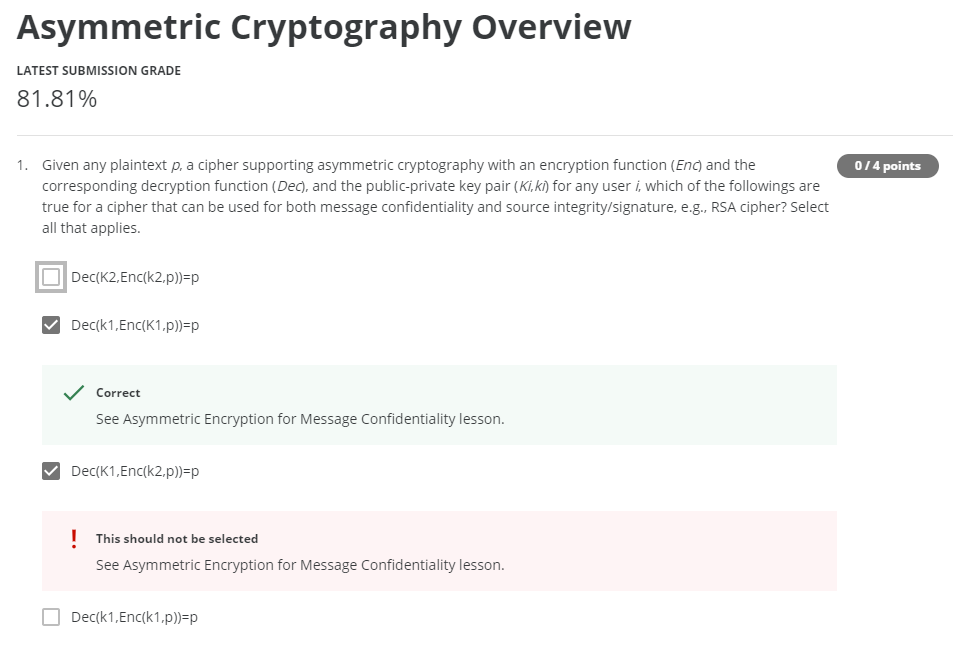 Asymmetric Cryptography Overview
LATEST SUBMISSION GRADE
81.81%
1. Given any plaintext p, a cipher supporting asymmetric cryptography with an encryption function (Enc) and the
corresponding decryption function (Dec), and the public-private key pair (Ki,ki) for any user i, which of the followings are
true for a cipher that can be used for both message confidentiality and source integrity/signature, e.g., RSA cipher? Select
all that applies.
0 / 4 points
Dec(K2,Enc(k2,p))=p
Dec(k1,Enc(K1,p))=p
Correct
See Asymmetric Encryption for Message Confidentiality lesson.
Dec(K1,Enc(k2,p))=p
! This should not be selected
See Asymmetric Encryption for Message Confidentiality lesson.
Dec(k1,Enc(k1,p))=p